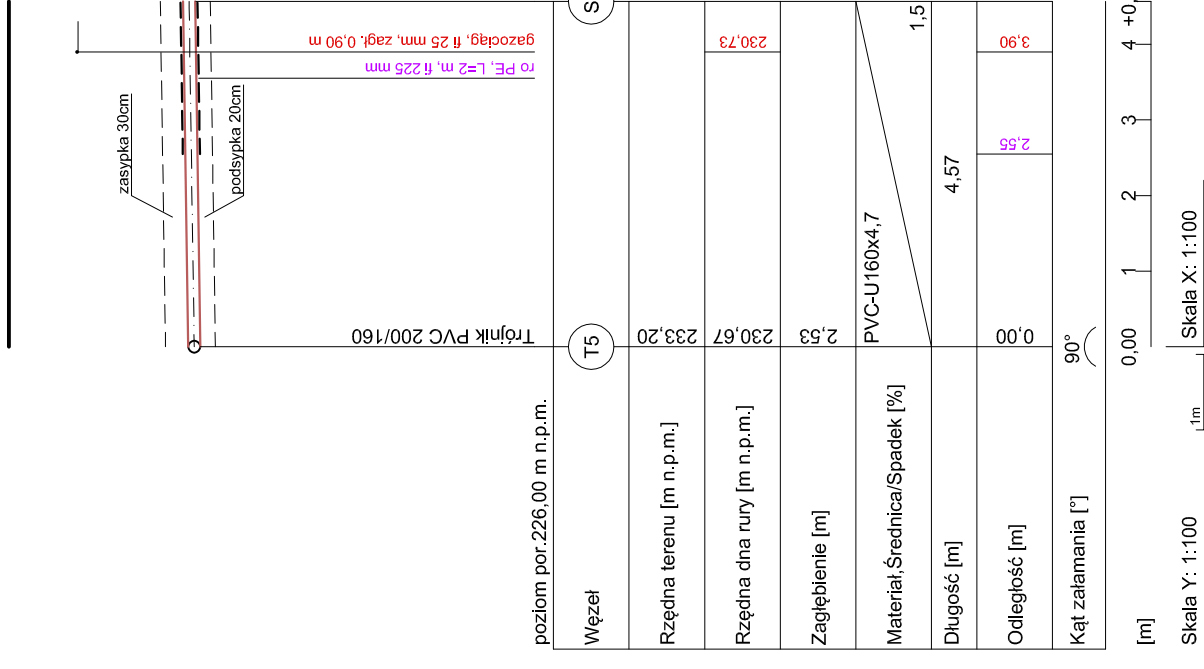 zasypka 30cm
podsypka 20cm
gazociąg, fi 25 mm, zagł. 0,90 m
ro PE, L=2 m, fi 225 mm
Trójnik PVC 200/160
poziom por.226,00 m n.p.m.
Węzeł
T5
S
Rzędna terenu [m n.p.m.]
233,20
Rzędna dna rury [m n.p.m.]
230,67
230,73
Zagłębienie [m]
2,53
Materiał,Średnica/Spadek [%]
PVC-U160x4,7
1,5
Długość [m]
4,57
Odległość [m]
0,00
2,55
3,90
Kąt załamania [°]
90°
[m]
0,00 1 2 3 4 +0,
Skala Y: 1:100
1m
Skala X: 1:100